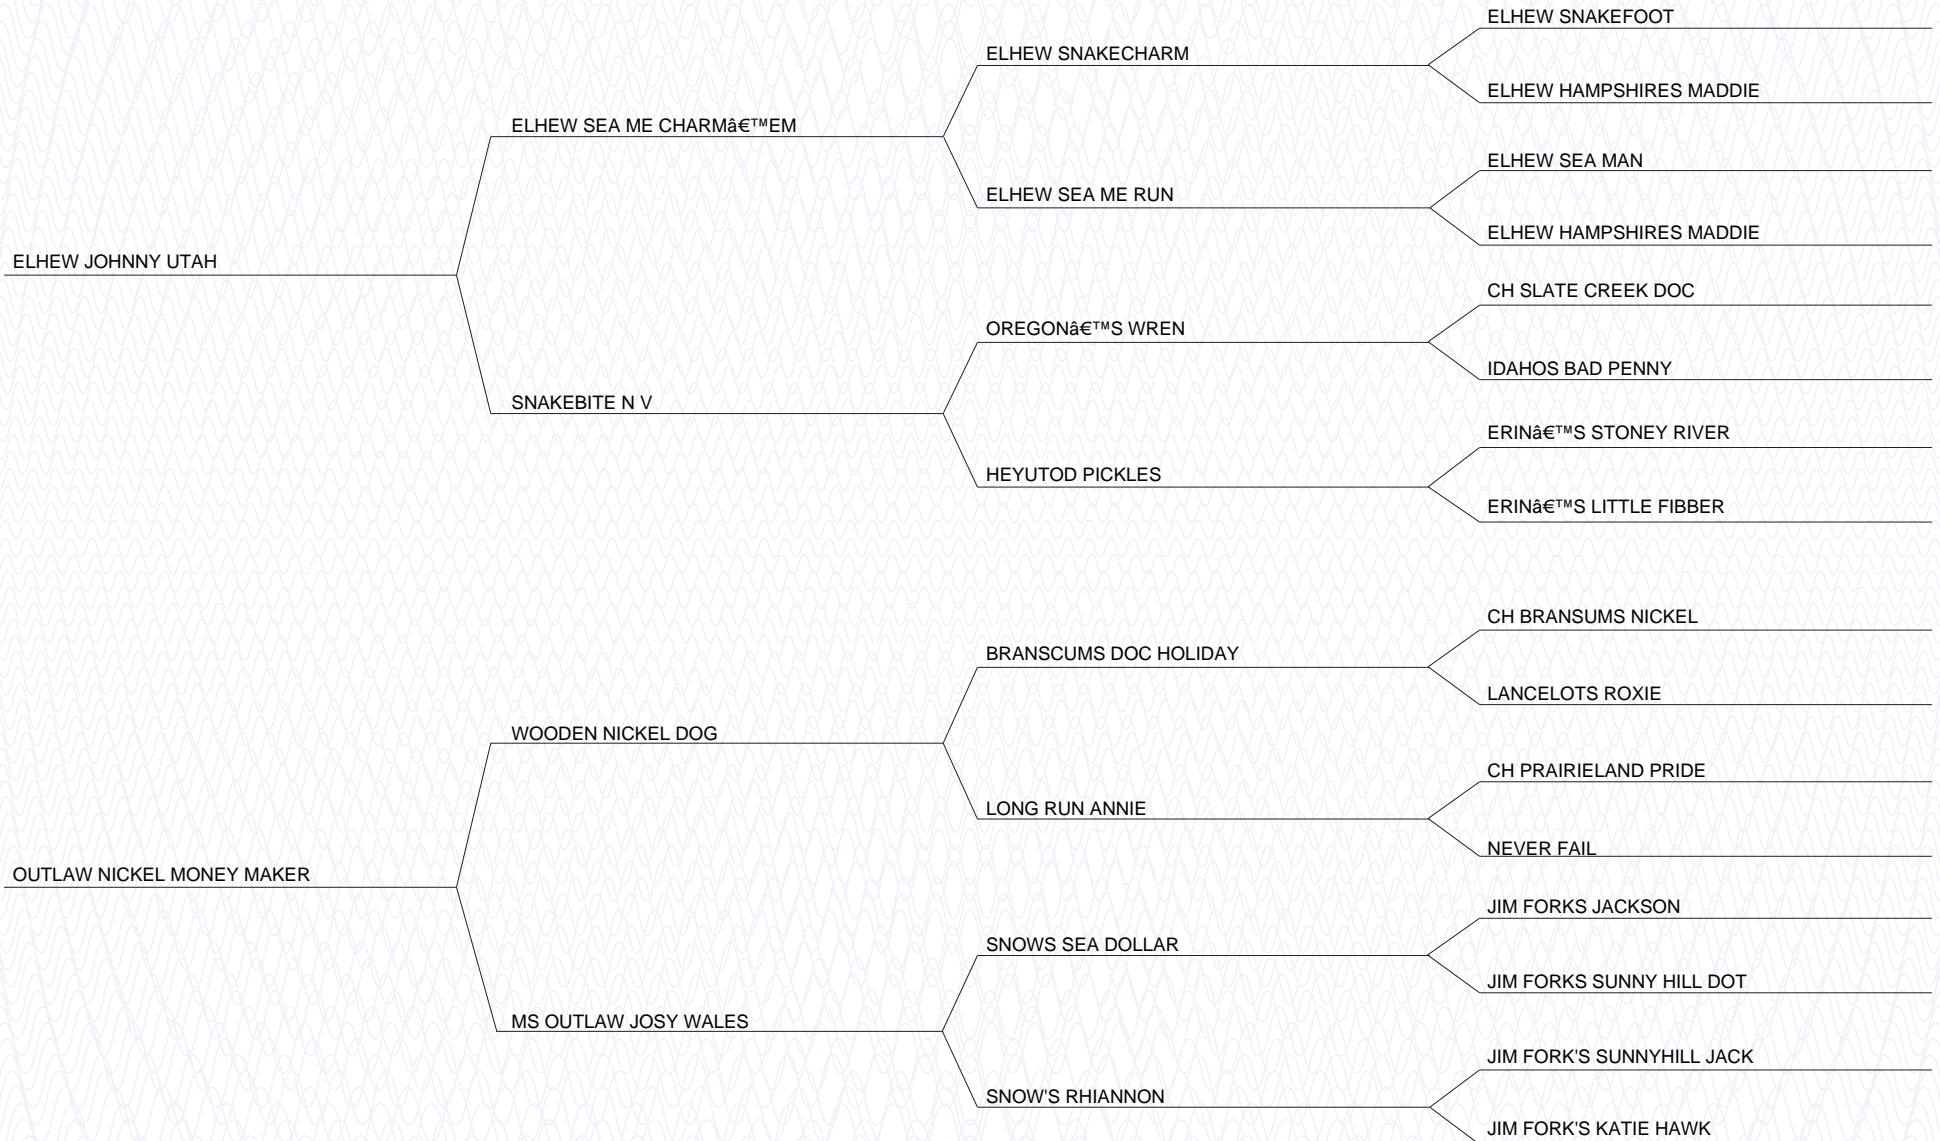 ELHEW SNAKEFOOT
ELHEW SNAKECHARM
ELHEW HAMPSHIRES MADDIE
ELHEW SEA ME CHARMâ€™EM
ELHEW SEA MAN
ELHEW SEA ME RUN
ELHEW HAMPSHIRES MADDIE
ELHEW JOHNNY UTAH
CH SLATE CREEK DOC
OREGONâ€™S WREN
IDAHOS BAD PENNY
SNAKEBITE N V
ERINâ€™S STONEY RIVER
HEYUTOD PICKLES
ERINâ€™S LITTLE FIBBER
CH BRANSUMS NICKEL
BRANSCUMS DOC HOLIDAY
LANCELOTS ROXIE
WOODEN NICKEL DOG
CH PRAIRIELAND PRIDE
LONG RUN ANNIE
NEVER FAIL
OUTLAW NICKEL MONEY MAKER
JIM FORKS JACKSON
SNOWS SEA DOLLAR
JIM FORKS SUNNY HILL DOT
MS OUTLAW JOSY WALES
JIM FORK'S SUNNYHILL JACK
SNOW'S RHIANNON
JIM FORK'S KATIE HAWK